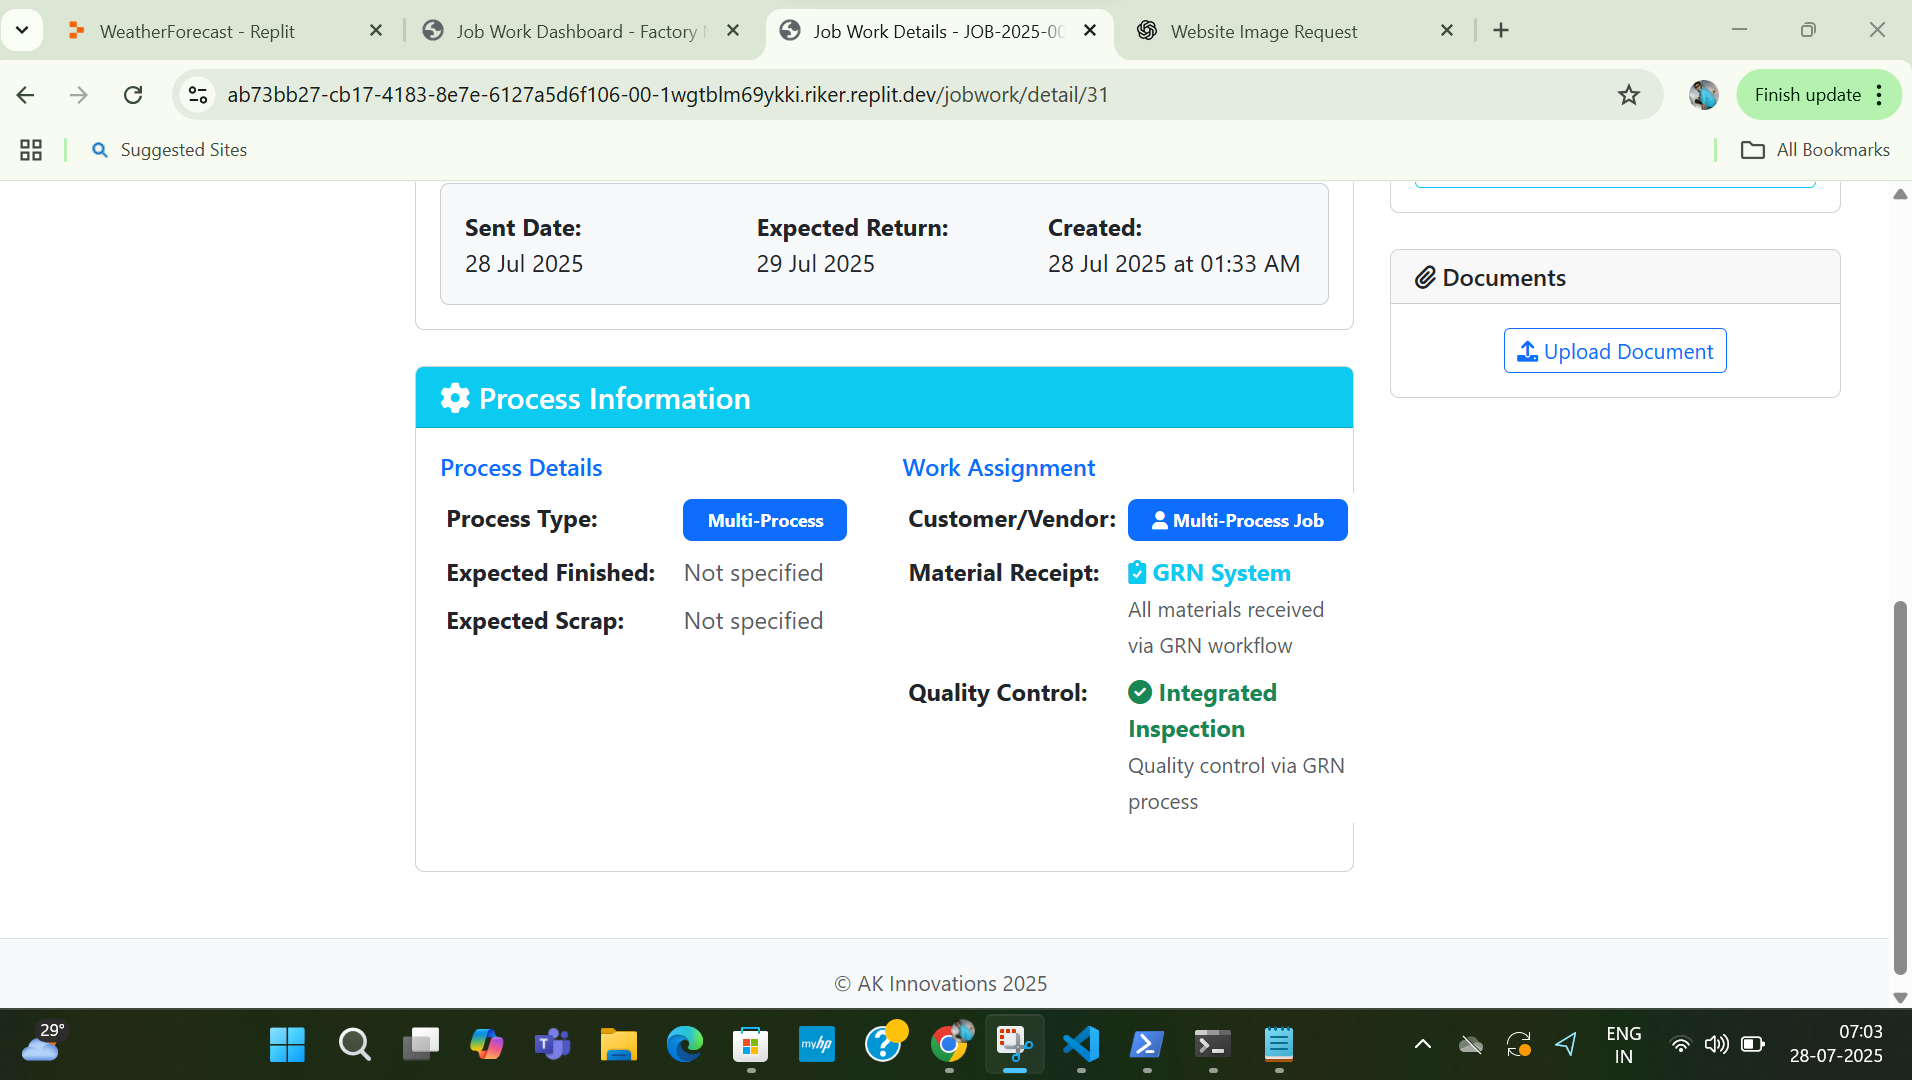 WeatherForecast - Replit
Job Work Dashboard - Factory
Job Work Details - JOB-2025-00
Website Image Request
ab73bb27-cb17-4183-8e7e-6127a5d6f106-00-1wgtblm69ykki.riker.replit.dev/jobwork/detail/31
Finish update
Suggested Sites
All Bookmarks
Sent Date:
28 Jul 2025
Expected Return:
29 Jul 2025
Created:
28 Jul 2025 at 01:33 AM
Documents
Upload Document
Process Information
Process Details
Process Type:
Multi-Process
Expected Finished:
Not specified
Expected Scrap:
Not specified
Work Assignment
Customer/Vendor:
Multi-Process Job
Material Receipt:
GRN System
All materials received
via GRN workflow
Quality Control:
Integrated
Inspection
Quality control via GRN
process
© AK Innovations 2025
29°
myhp
ENG
IN
07:03
28-07-2025